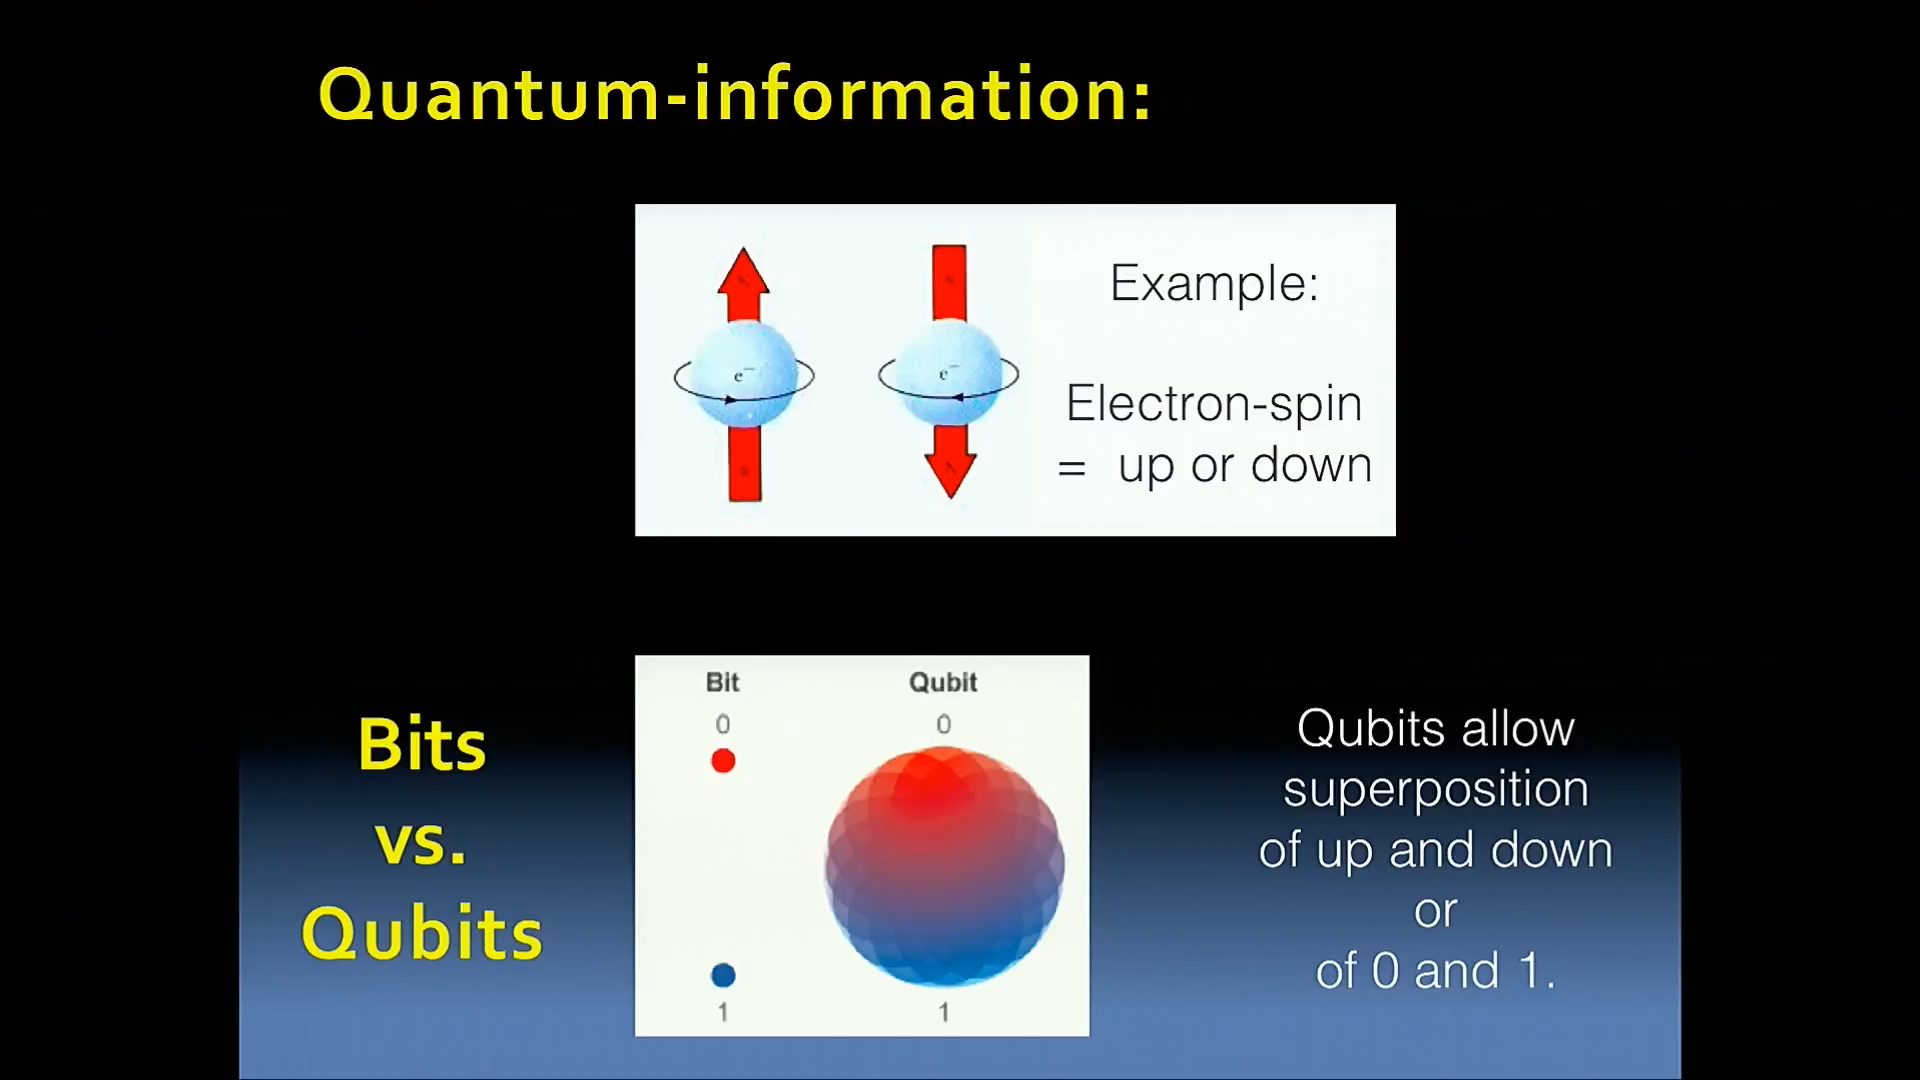 Quantum-information:
Example:
Electron-spin
= up or down
e⁻
e⁻
Bits
vs.
Qubits
Bit
Qubit
0
0
1
1
Qubits allow
superposition
of up and down
or
of 0 and 1.